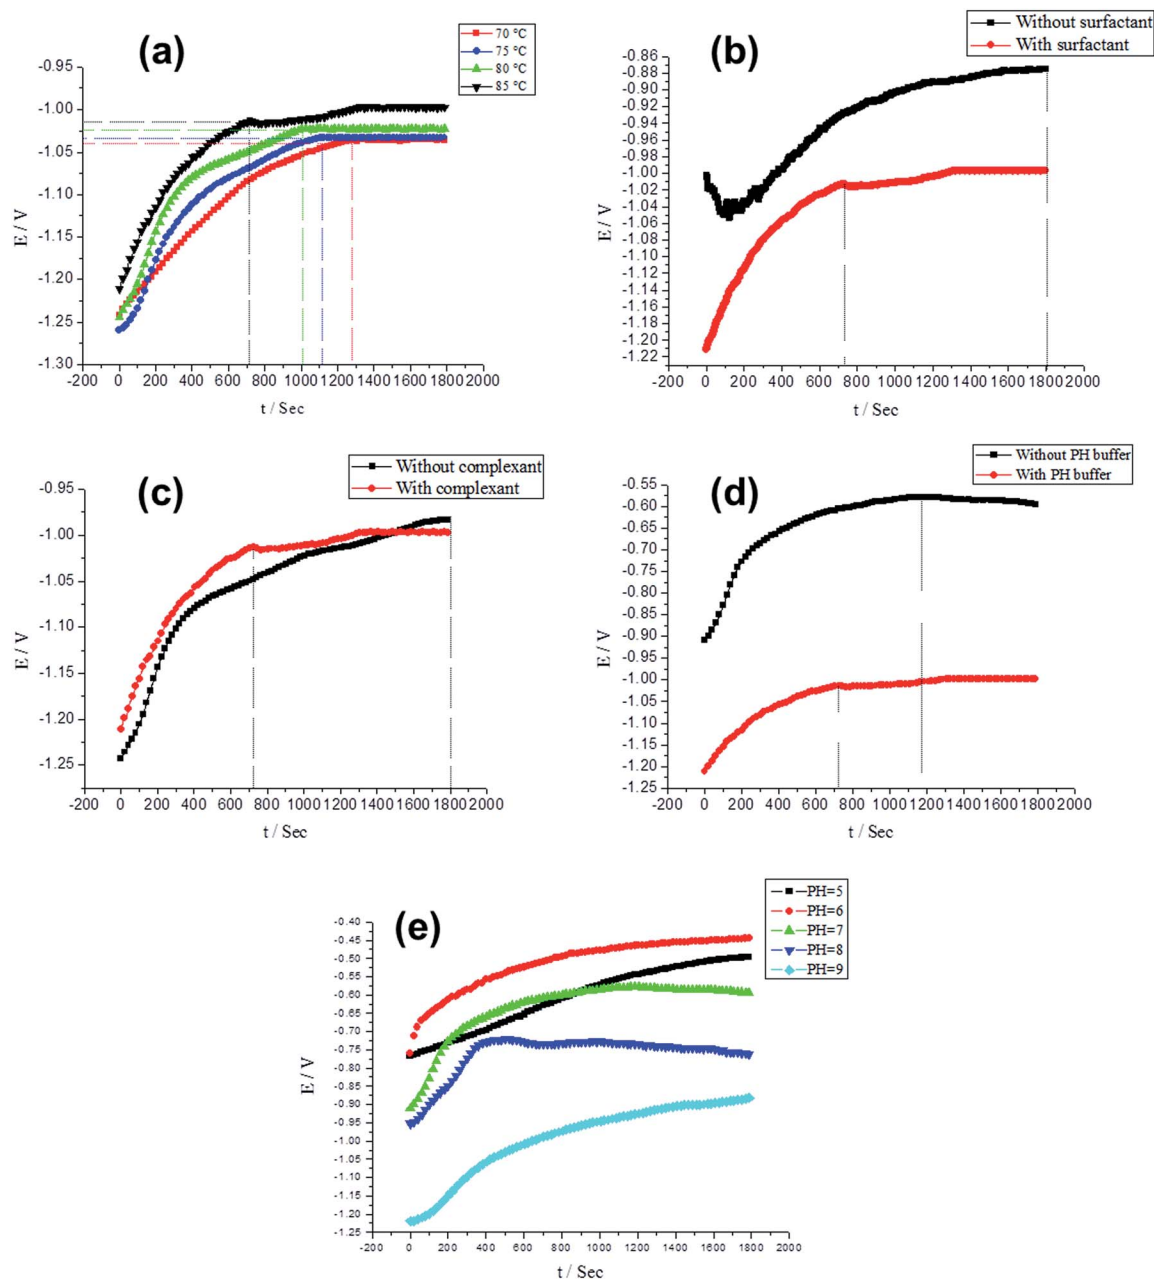 (a)
70 °C
75 °C
80 °C
85 °C
-0.95
-1.00
-1.05
-1.10
-1.15
-1.20
-1.25
-1.30
E / V
-200 0 200 400 600 800 1000 1200 1400 1600 1800 2000
t / Sec
(b)
Without surfactant
With surfactant
-0.86
-0.88
-0.90
-0.92
-0.94
-0.96
-0.98
-1.00
-1.02
-1.04
-1.06
-1.08
-1.10
-1.12
-1.14
-1.16
-1.18
-1.20
-1.22
E / V
-200 0 200 400 600 800 1000 1200 1400 1600 1800 2000
t / Sec
(c)
Without complexant
With complexant
-0.95
-1.00
-1.05
-1.10
-1.15
-1.20
-1.25
E / V
-200 0 200 400 600 800 1000 1200 1400 1600 1800 2000
t / Sec
(d)
Without PH buffer
With PH buffer
-0.55
-0.60
-0.65
-0.70
-0.75
-0.80
-0.85
-0.90
-0.95
-1.00
-1.05
-1.10
-1.15
-1.20
-1.25
E / V
-200 0 200 400 600 800 1000 1200 1400 1600 1800 2000
t / Sec
(e)
PH=5
PH=6
PH=7
PH=8
PH=9
-0.40
-0.45
-0.50
-0.55
-0.60
-0.65
-0.70
-0.75
-0.80
-0.85
-0.90
-0.95
-1.00
-1.05
-1.10
-1.15
-1.20
-1.25
E / V
-200 0 200 400 600 800 1000 1200 1400 1600 1800 2000
t / Sec